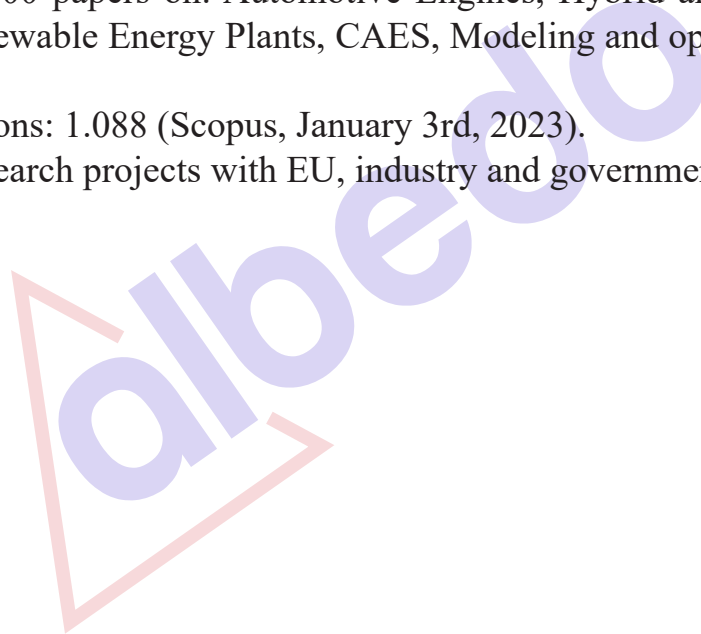 00 papers on: Automotive Engines, Hybrid a
ewable Energy Plants, CAES, Modeling and op
ons: 1.088 (Scopus, January 3rd, 2023).
earch projects with EU, industry and governme
albedo